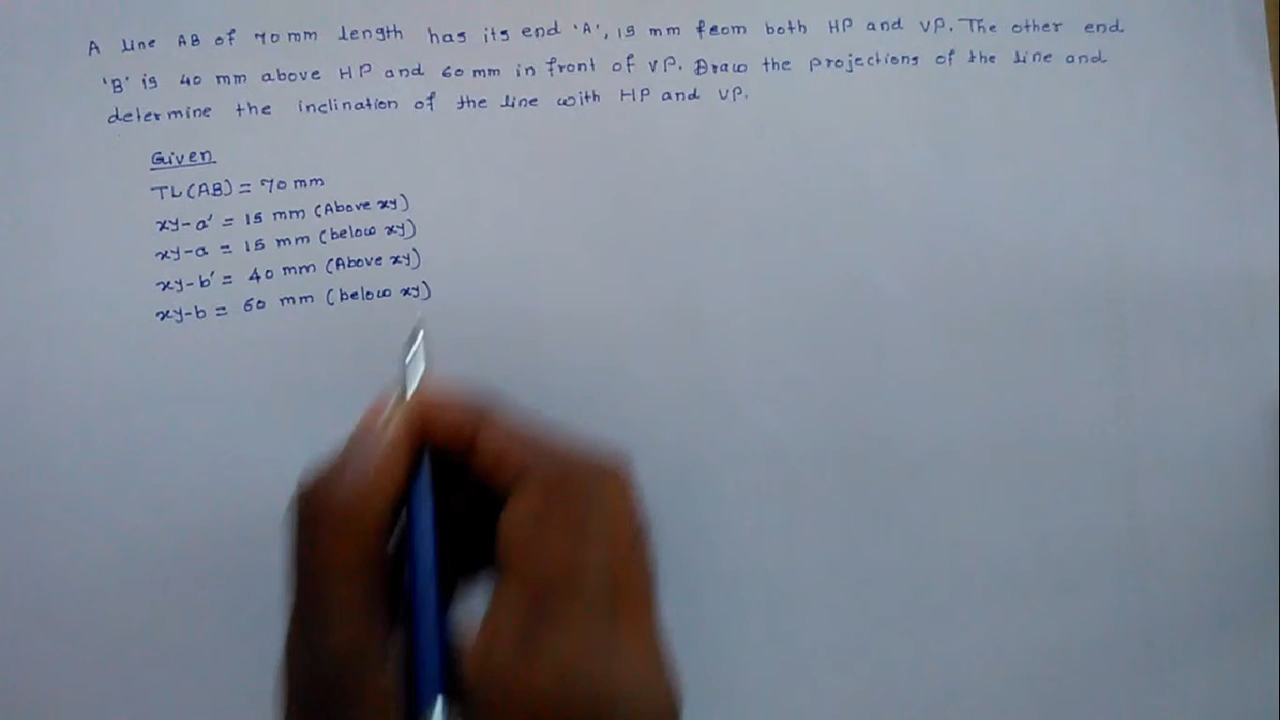 A line AB of 70 mm length has its end 'A', 15 mm from both HP and VP. The other end
'B' is 40 mm above HP and 60 mm in front of VP. Draw the projections of the line and
determine the inclination of the line with HP and VP.
Given
TL(AB) = 70 mm
xy-a' = 15 mm (Above xy)
xy-a = 15 mm (below xy)
xy-b' = 40 mm (Above xy)
xy-b = 60 mm (below xy)